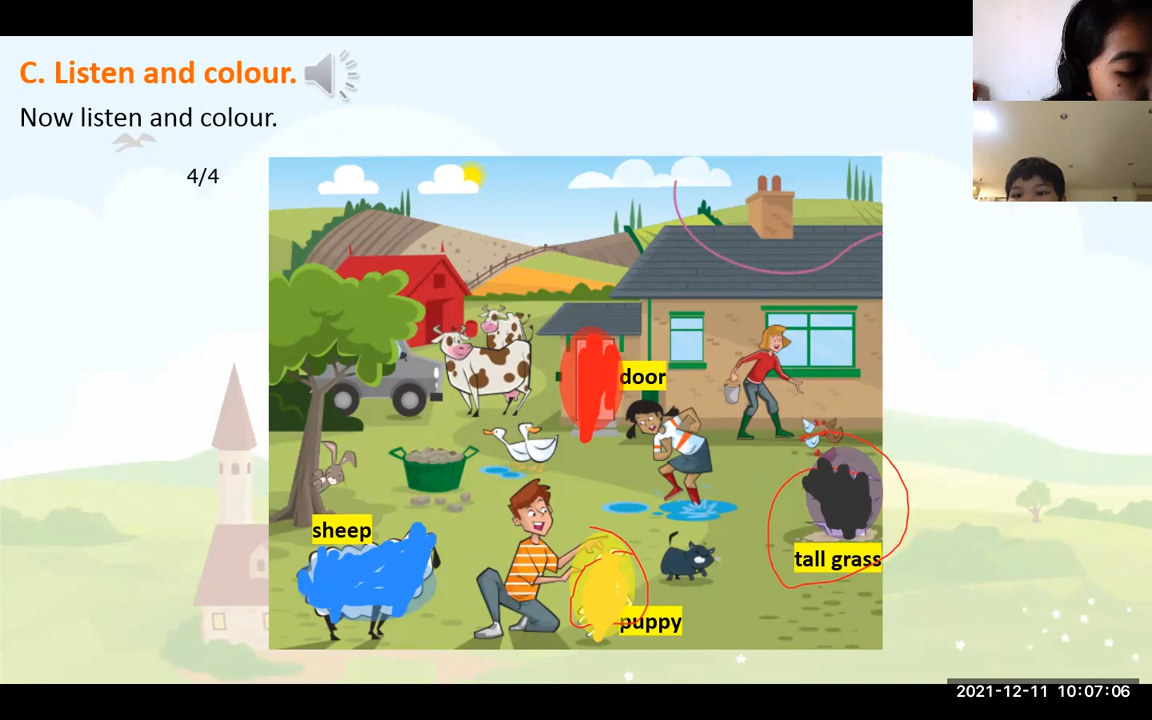 C. Listen and colour.
Now listen and colour.
4/4
door
sheep
tall grass
puppy
2021-12-11 10:07:06